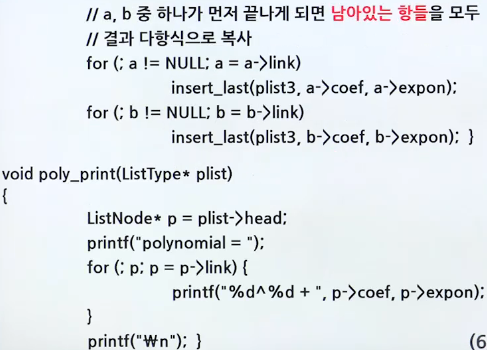 // a, b 중 하나가 먼저 끝나게 되면 남아있는 항들을 모두
// 결과 다항식으로 복사
for (; a != NULL; a = a->link)
insert_last(plist3, a->coef, a->expon);
for (; b != NULL; b = b->link)
insert_last(plist3, b->coef, b->expon); }
void poly_print(ListType* plist)
{
ListNode* p = plist->head;
printf("polynomial = ");
for (; p; p = p->link) {
printf("%d^%d + ", p->coef, p->expon);
}
printf("₩n"); }
(6